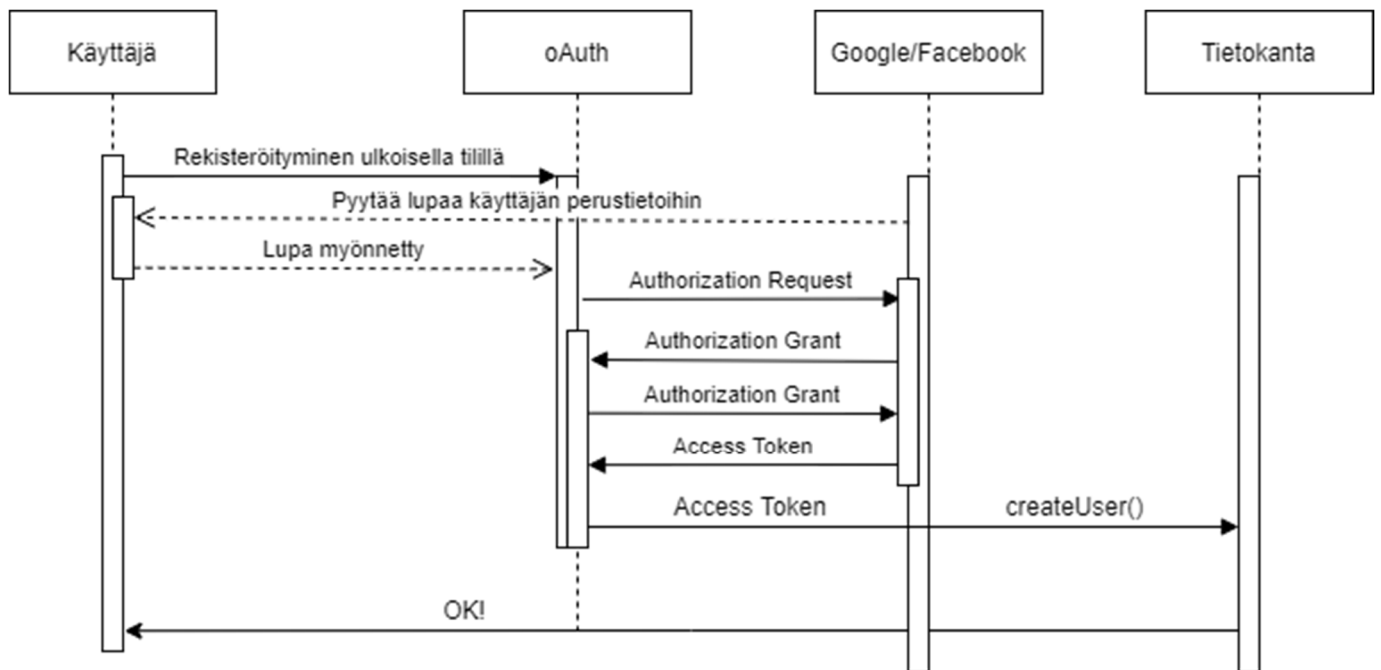 Käyttäjä
oAuth
Google/Facebook
Tietokanta
Rekisteröityminen ulkoisella tilillä
Pyytää lupaa käyttäjän perustietoihin
Lupa myönnetty
Authorization Request
Authorization Grant
Authorization Grant
Access Token
Access Token
createUser()
OK!